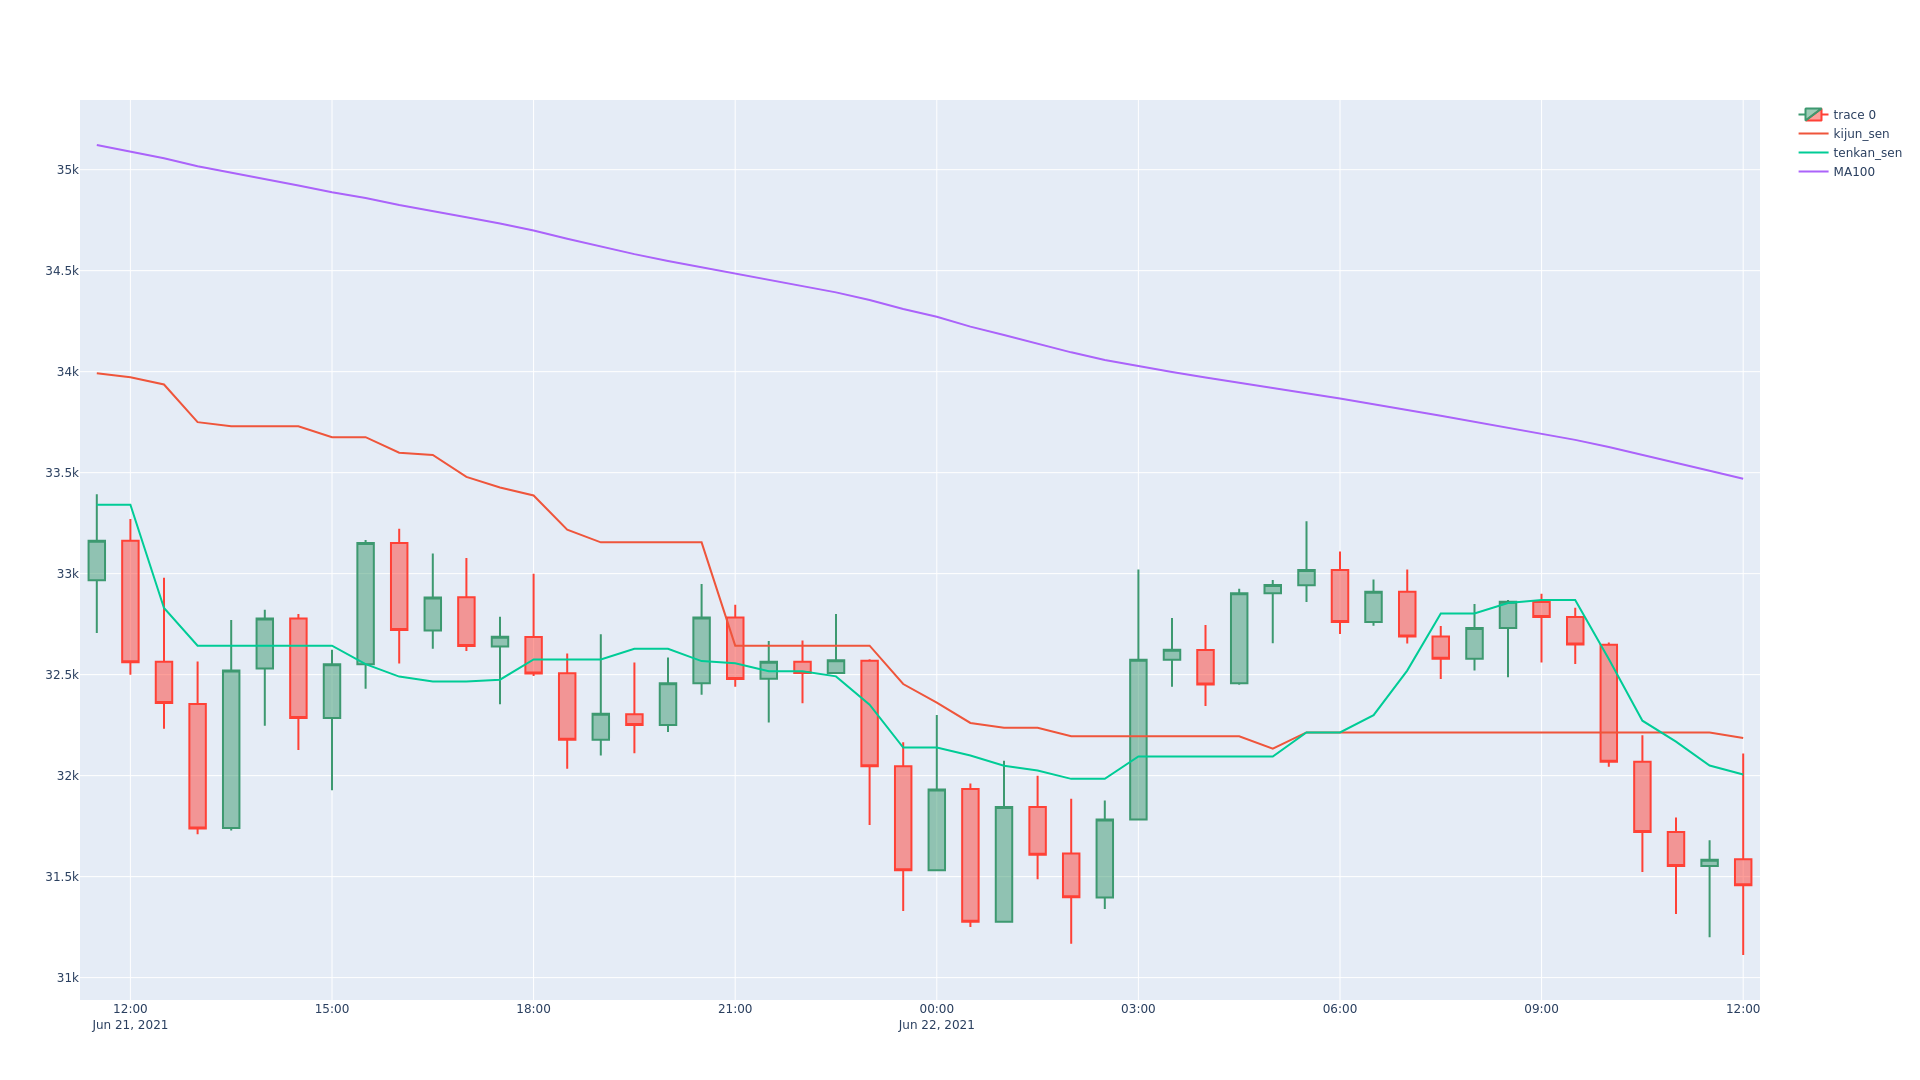 trace 0
kijun_sen
tenkan_sen
MA100
35k
34.5k
34k
33.5k
33k
32.5k
32k
31.5k
31k
12:00 15:00 18:00 21:00 00:00 03:00 06:00 09:00 12:00
Jun 21, 2021 Jun 22, 2021